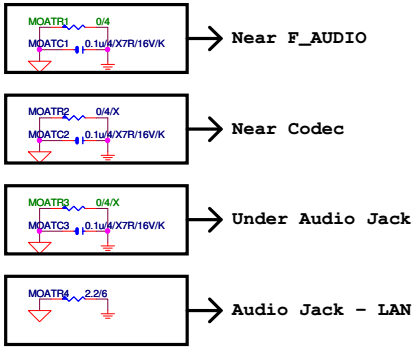 MOATR1 0/4
MOATC1 0.1u/4/X7R/16V/K
Near F_AUDIO
MOATR2 0/4/X
MOATC2 0.1u/4/X7R/16V/K
Near Codec
MOATR3 0/4/X
MOATC3 0.1u/4/X7R/16V/K
Under Audio Jack
MOATR4 2.2/6
Audio Jack - LAN